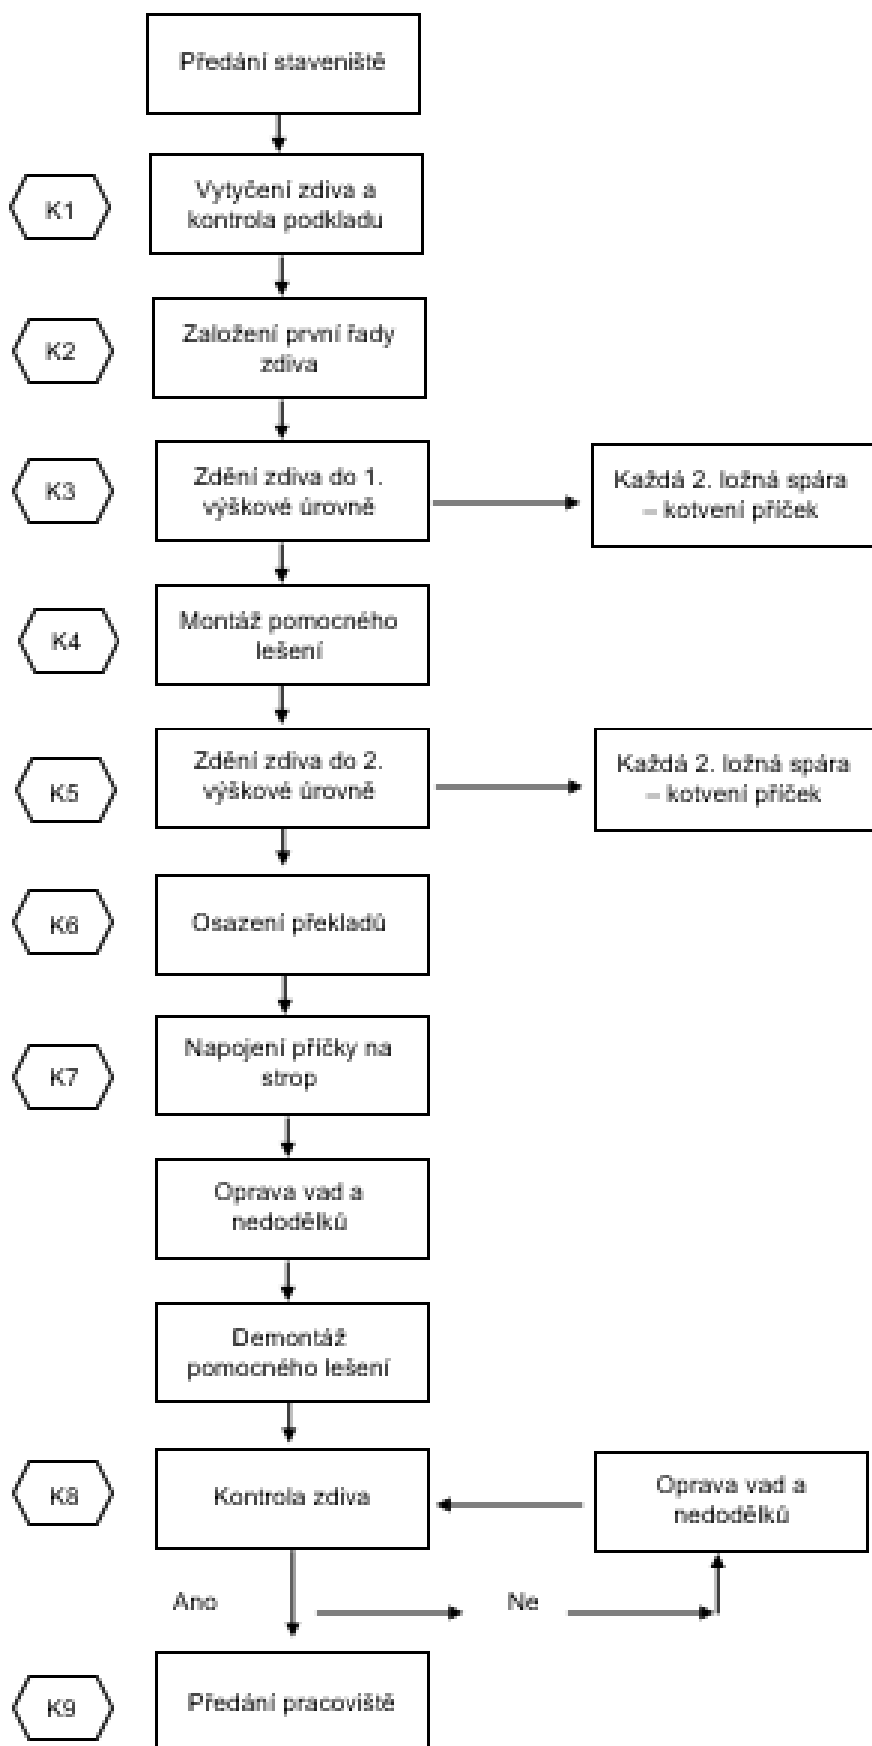 Předání staveniště
K1
Vytyčení zdiva a
kontrola podkladu
K2
Založení první řady
zdiva
K3
Zdění zdiva do 1.
výškové úrovně
Každá 2. ložná spára
– kotvení příček
K4
Montáž pomocného
lešení
K5
Zdění zdiva do 2.
výškové úrovně
Každá 2. ložná spára
– kotvení příček
K6
Osazení překladů
K7
Napojení příčky na
strop
Oprava vad a
nedodělků
Demontáž
pomocného lešení
K8
Kontrola zdiva
Oprava vad a
nedodělků
Ano
Ne
K9
Předání pracoviště